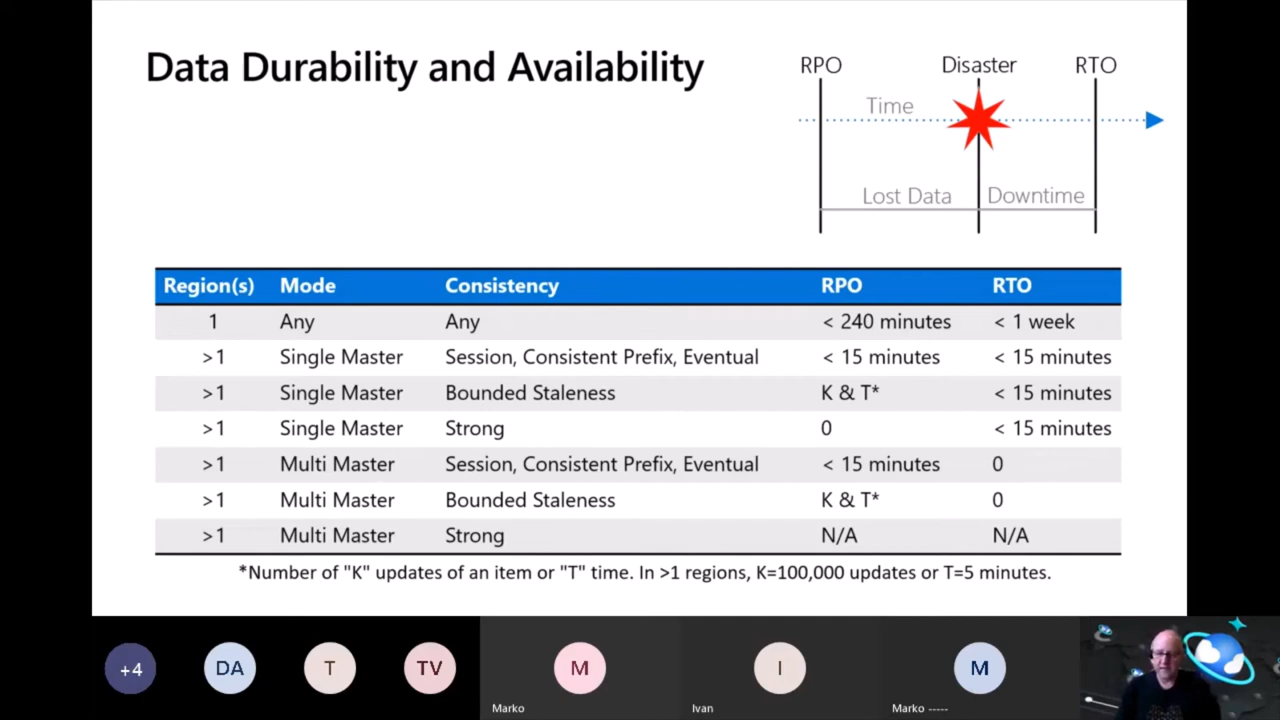 Data Durability and Availability
RPO Disaster RTO
Time
Lost Data Downtime
Region(s) Mode Consistency RPO RTO
1 Any Any < 240 minutes < 1 week
>1 Single Master Session, Consistent Prefix, Eventual < 15 minutes < 15 minutes
>1 Single Master Bounded Staleness K & T* < 15 minutes
>1 Single Master Strong 0 < 15 minutes
>1 Multi Master Session, Consistent Prefix, Eventual < 15 minutes 0
>1 Multi Master Bounded Staleness K & T* 0
>1 Multi Master Strong N/A N/A
*Number of "K" updates of an item or "T" time. In >1 regions, K=100,000 updates or T=5 minutes.
+4 DA T TV M I M
Marko Ivan Marko -----